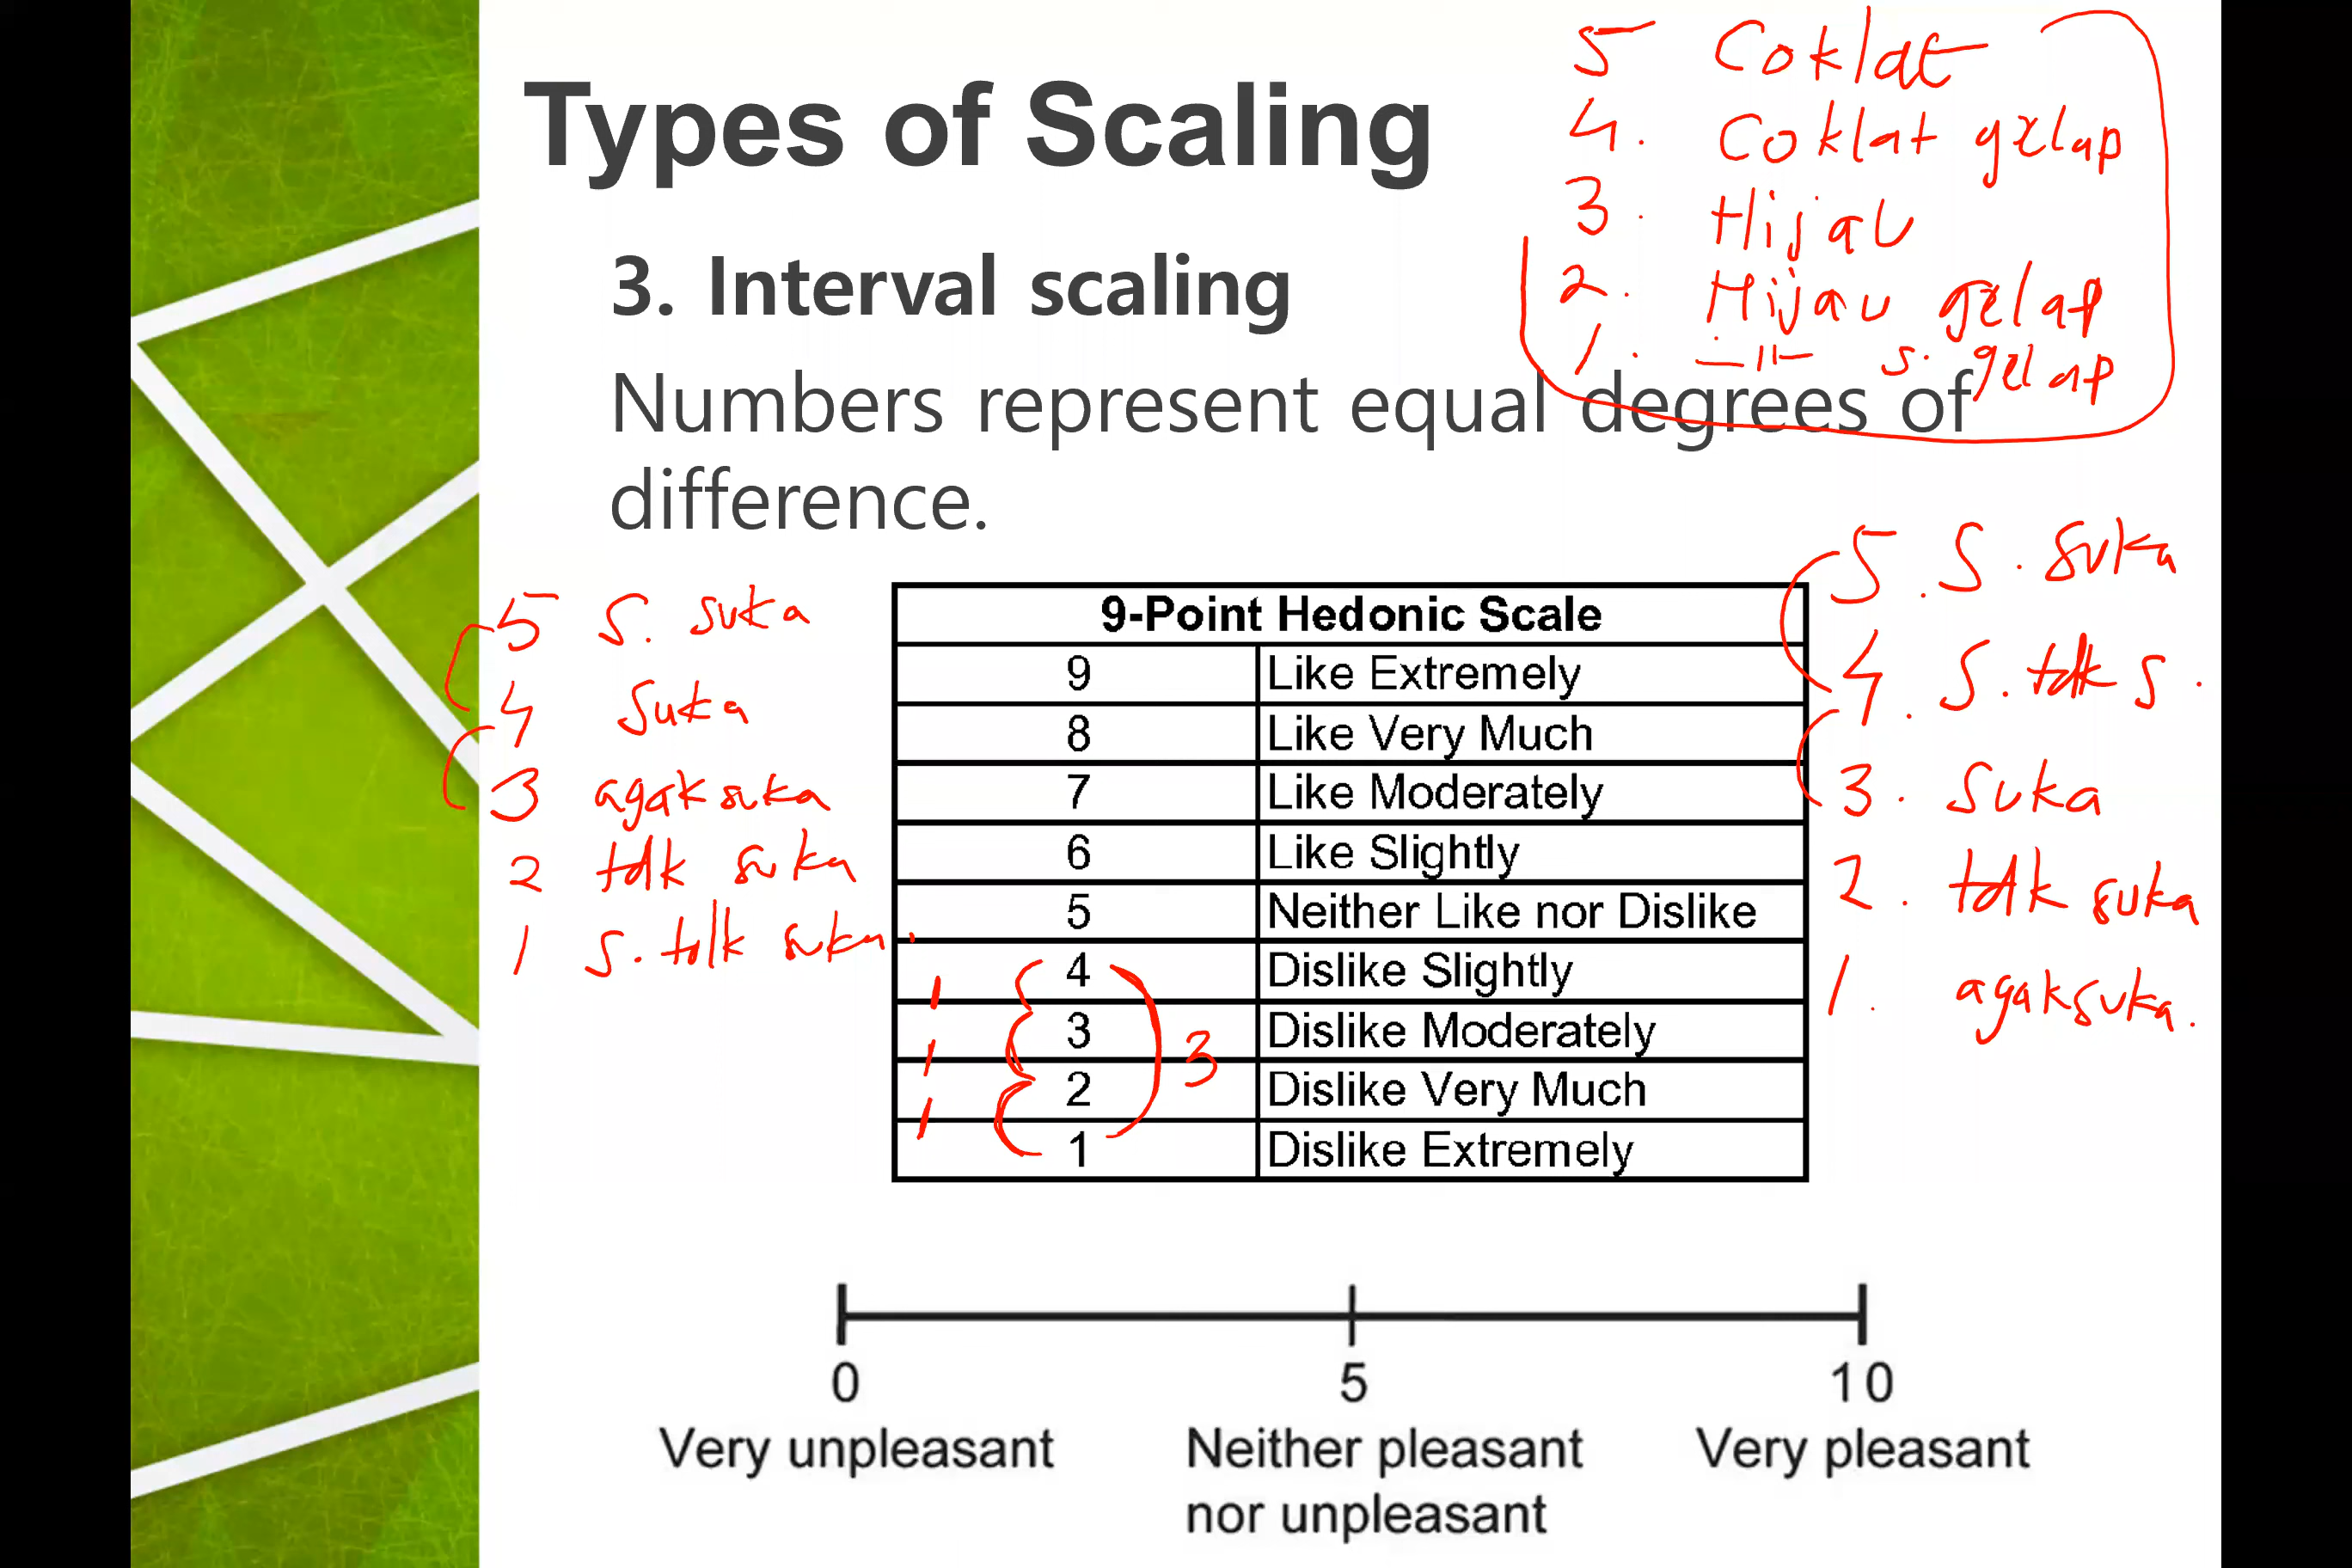 Types of Scaling
5 Coklat
4. Coklat gelap
3. Hijau
2. Hijau gelap
1. —11— s. gelap
3. Interval scaling
Numbers represent equal degrees of
difference.
5 S. suka
4 Suka
3 agak suka
2 tdk suka
1 S. tdk suka.
9-Point Hedonic Scale
9 Like Extremely
8 Like Very Much
7 Like Moderately
6 Like Slightly
5 Neither Like nor Dislike
4 Dislike Slightly
3 Dislike Moderately
2 Dislike Very Much
1 Dislike Extremely
1
1
1
3
5. S. suka
4. S. tdk S.
3. Suka
2. tdk suka
1. agak suka.
0 5 10
Very unpleasant Neither pleasant Very pleasant
nor unpleasant